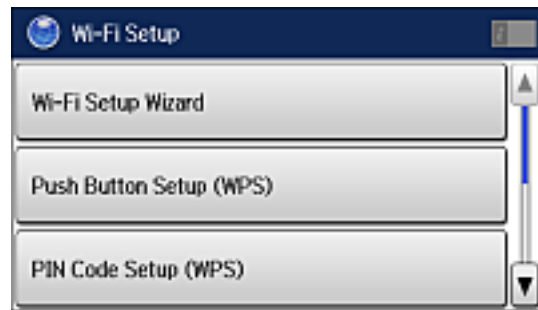 Wi-Fi Setup
Wi-Fi Setup Wizard
Push Button Setup (WPS)
PIN Code Setup (WPS)